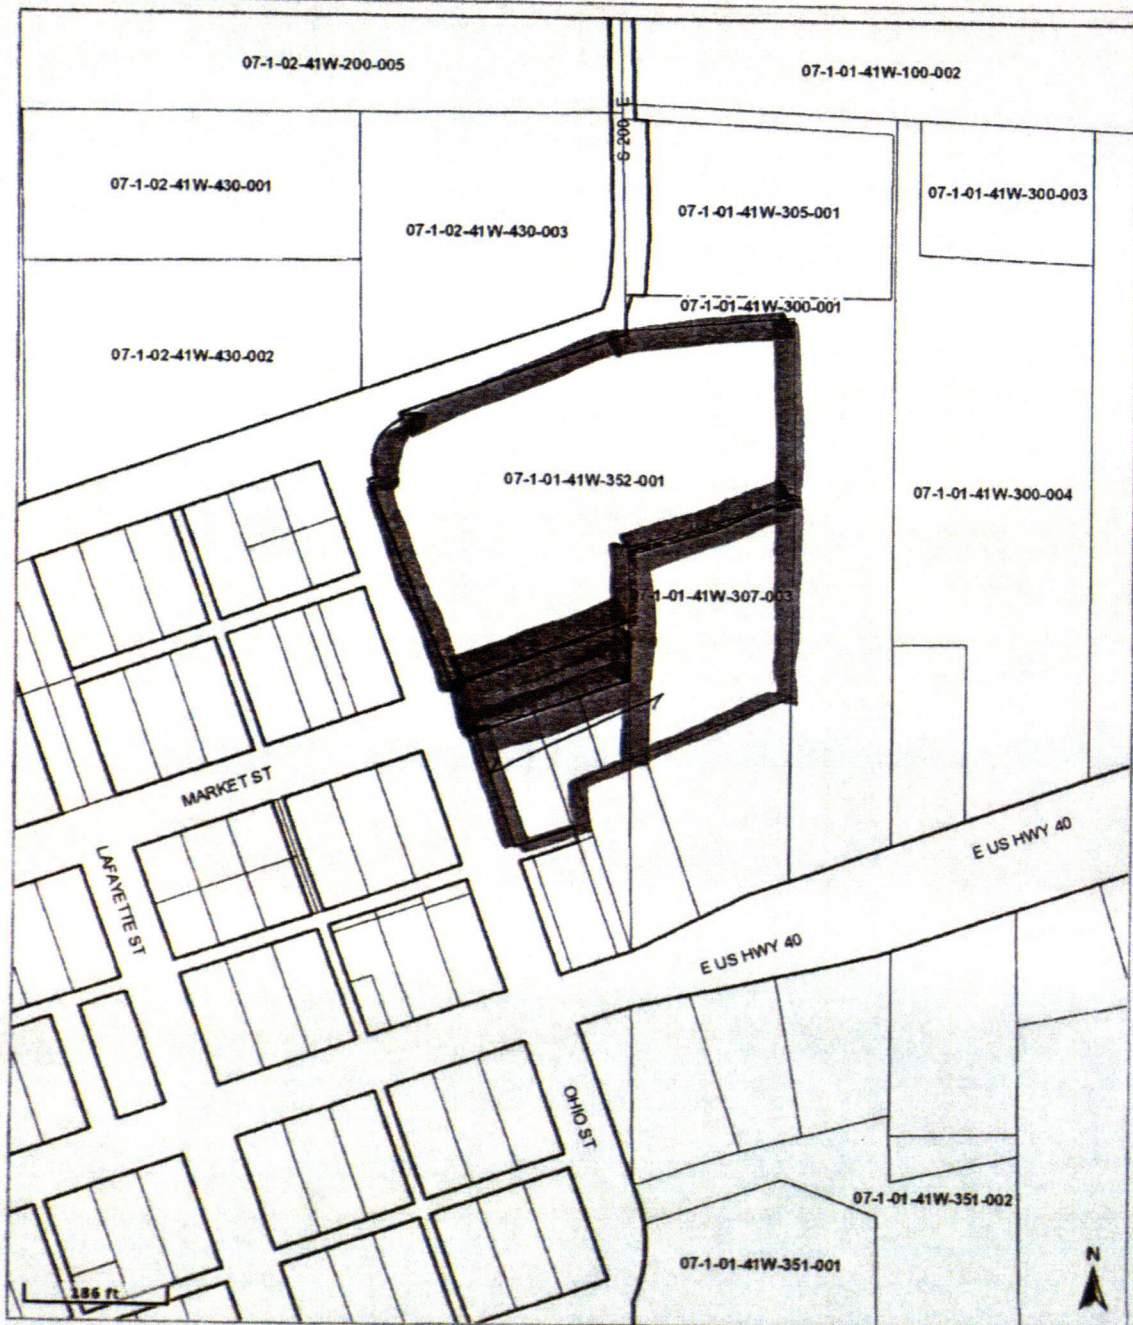 07-1-02-41W-200-005
07-1-01-41W-100-002
S 200 E
07-1-02-41W-430-001
07-1-02-41W-430-003
07-1-01-41W-305-001
07-1-01-41W-300-003
07-1-01-41W-300-001
07-1-02-41W-430-002
07-1-01-41W-352-001
07-1-01-41W-300-004
07-1-01-41W-307-003
MARKET ST
LAFAYETTE ST
E US HWY 40
E US HWY 40
OHIO ST
07-1-01-41W-351-002
07-1-01-41W-351-001
N
186 ft